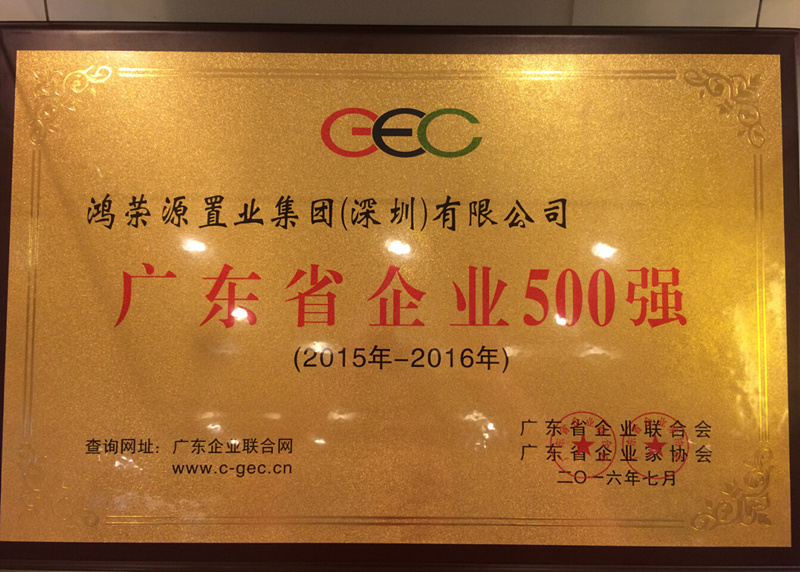 GEC
鸿荣源置业集团(深圳)有限公司
广东省企业500强
(2015年-2016年)
查询网址：广东企业联合网
www.c-gec.cn
广东省企业联合会
广东省企业家协会
二〇一六年七月